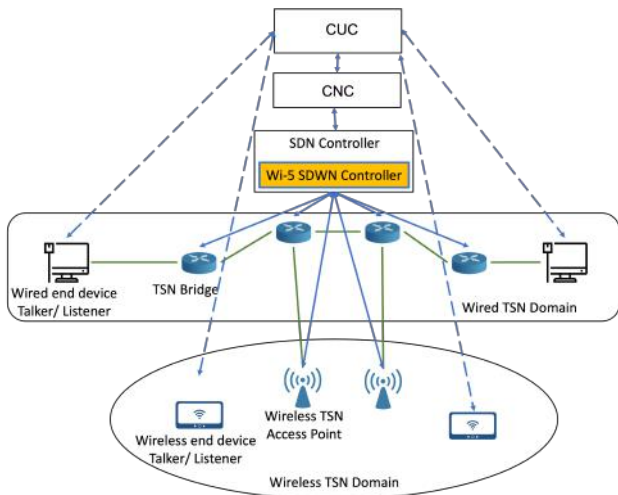 CUC
CNC
SDN Controller
Wi-5 SDWN Controller
Wired end device
Talker/ Listener
TSN Bridge
Wired TSN Domain
Wireless TSN
Access Point
Wireless end device
Talker/ Listener
Wireless TSN Domain